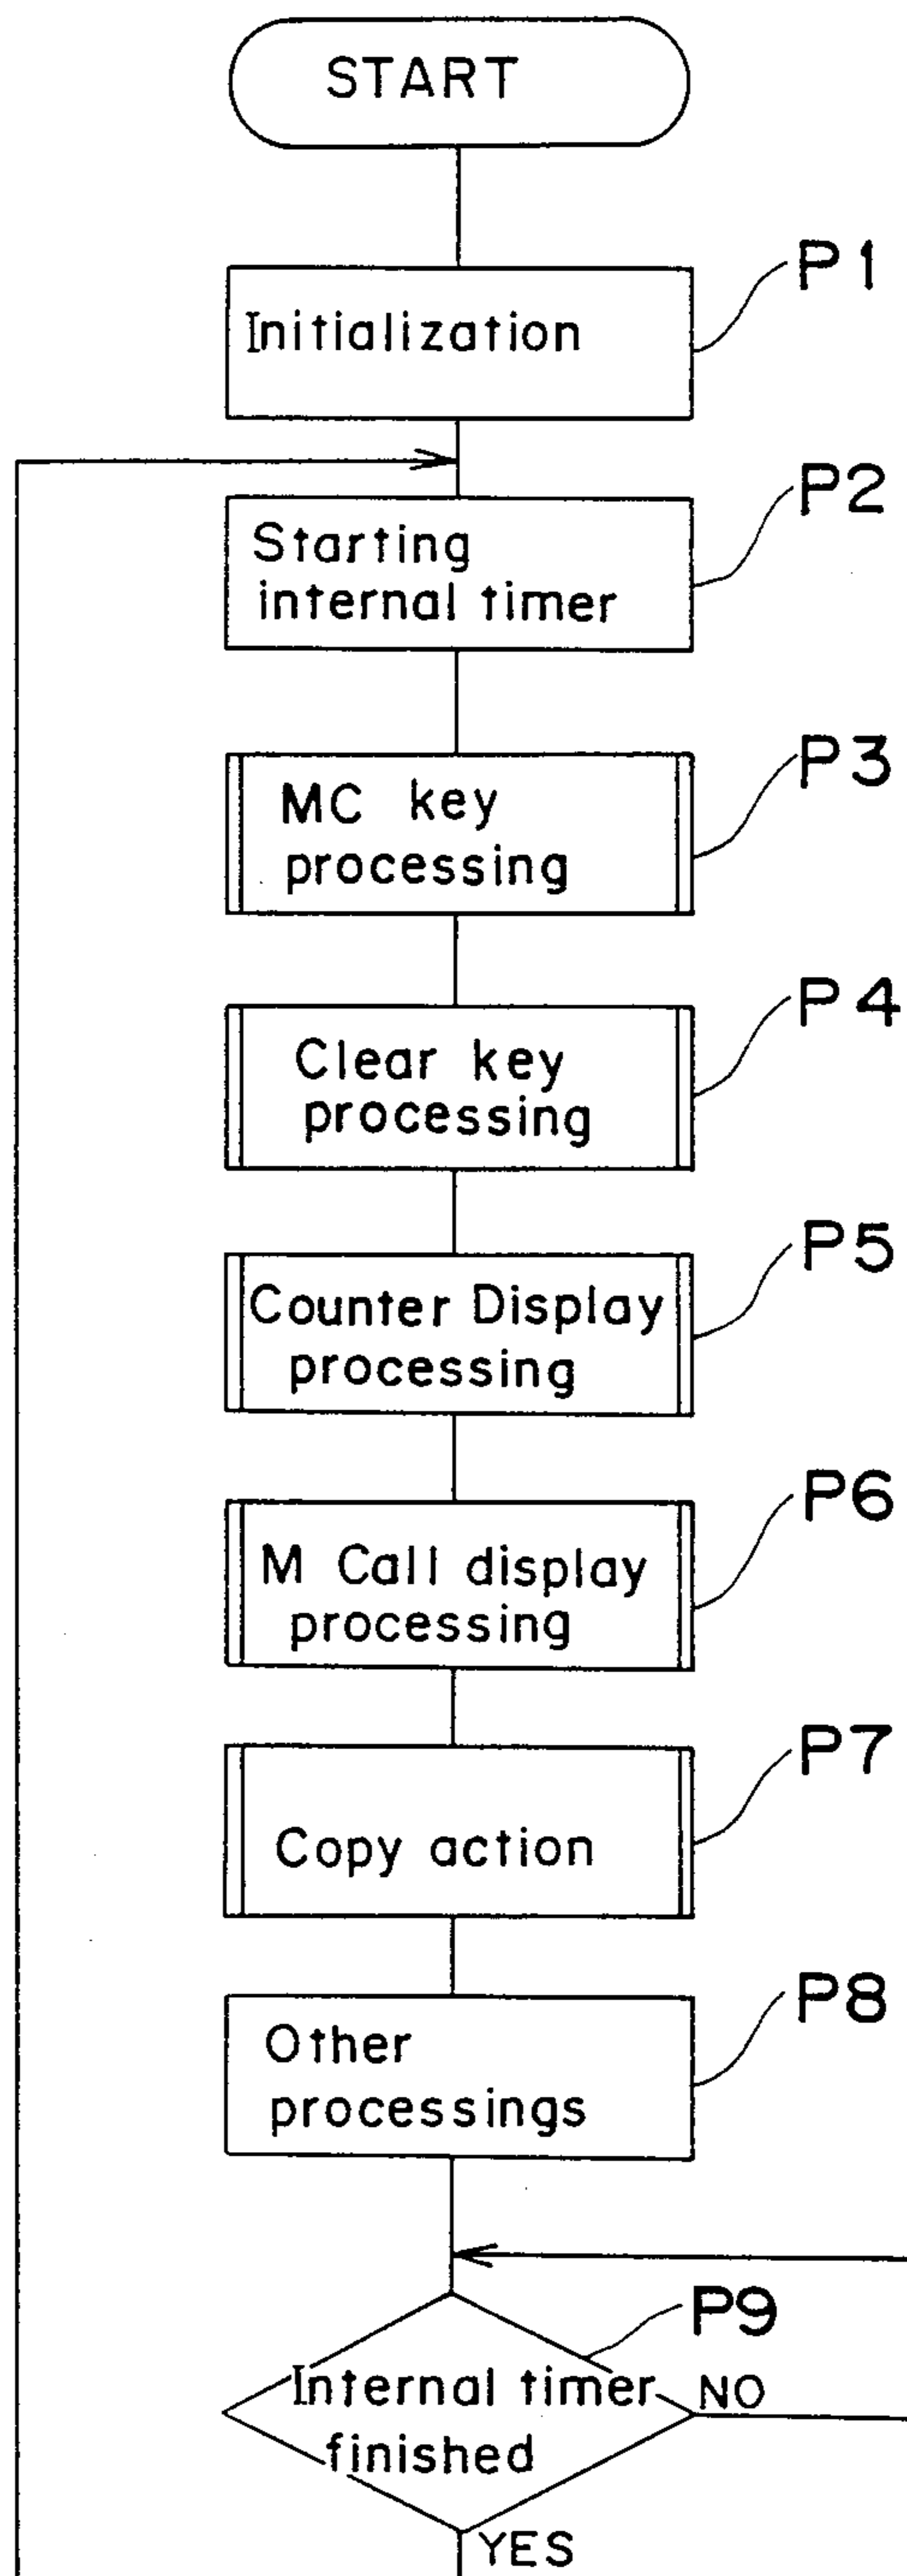 START
P1
Initialization
P2
Starting
internal timer
P3
MC key
processing
P4
Clear key
processing
P5
Counter Display
processing
P6
M Call display
processing
P7
Copy action
P8
Other
processings
P9
Internal timer
finished
NO
YES